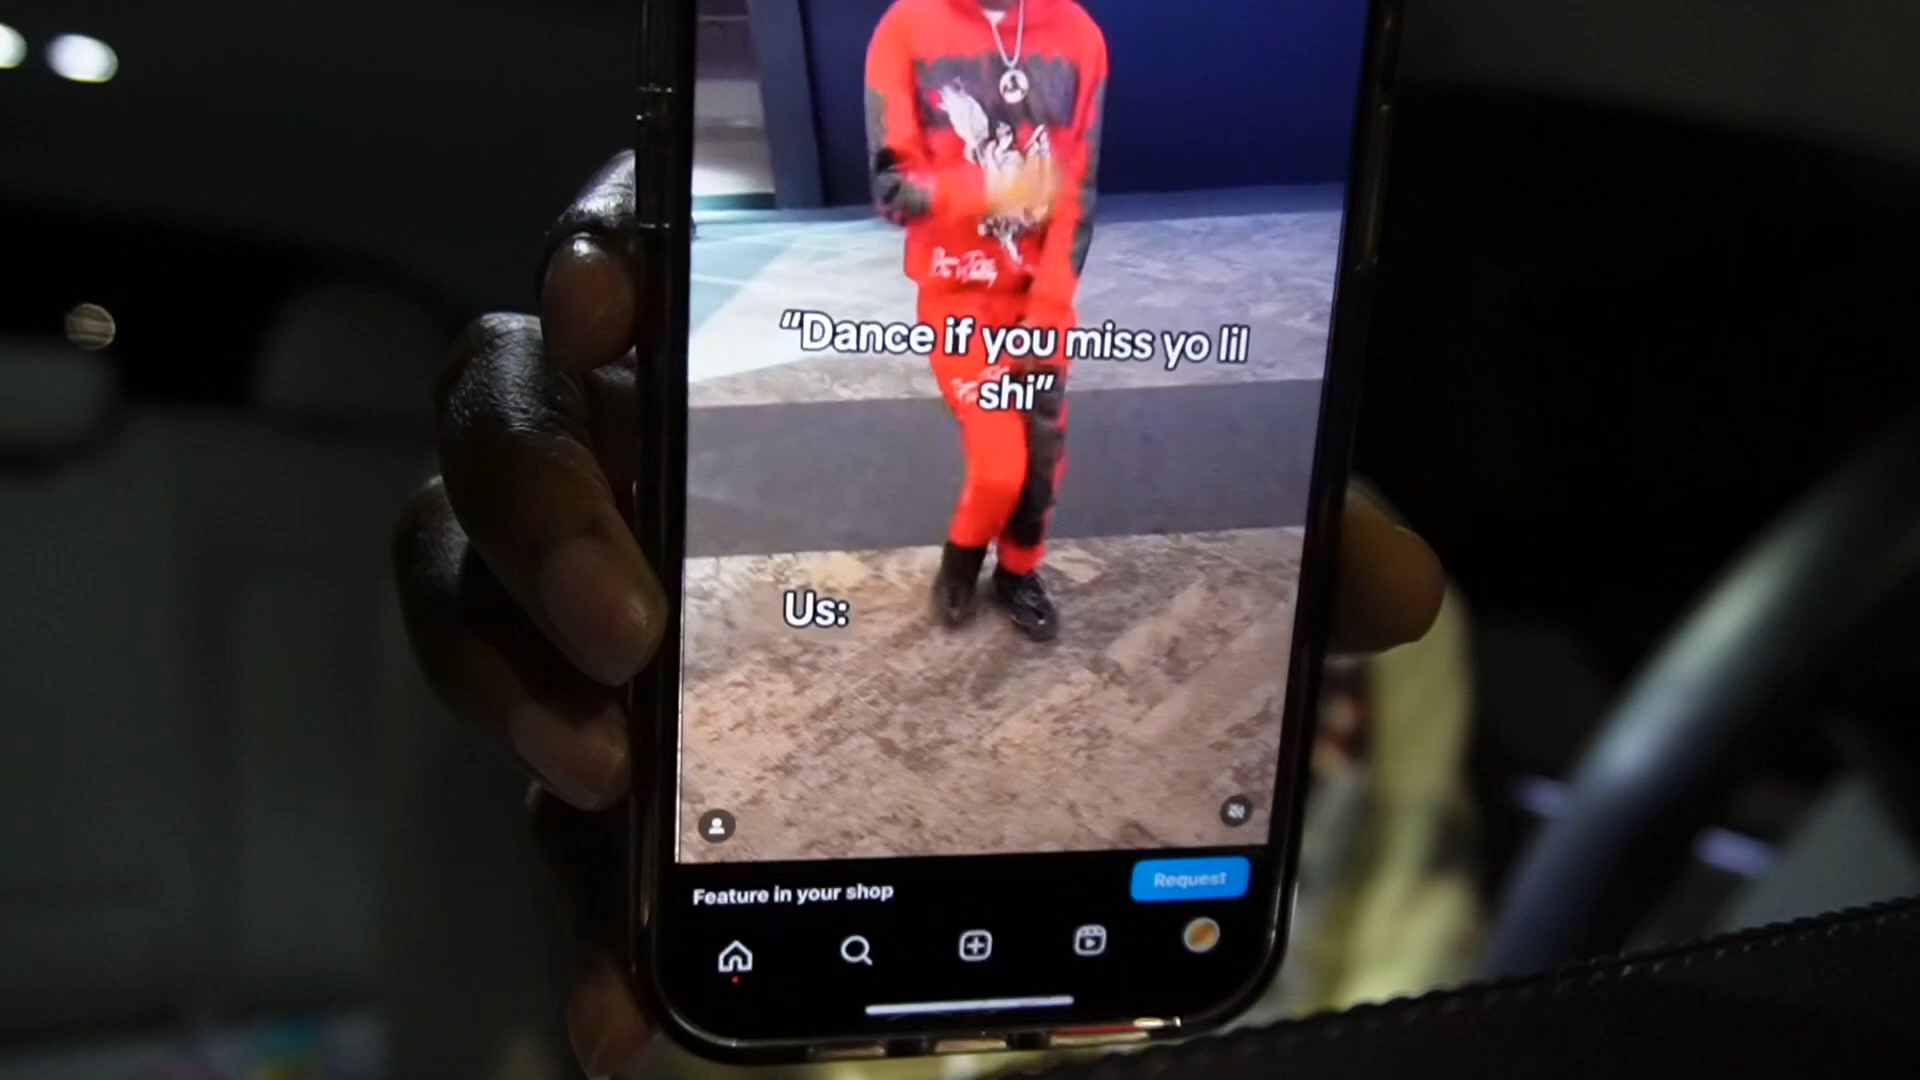 “Dance if you miss yo lil
shi”
Us:
Feature in your shop
Request